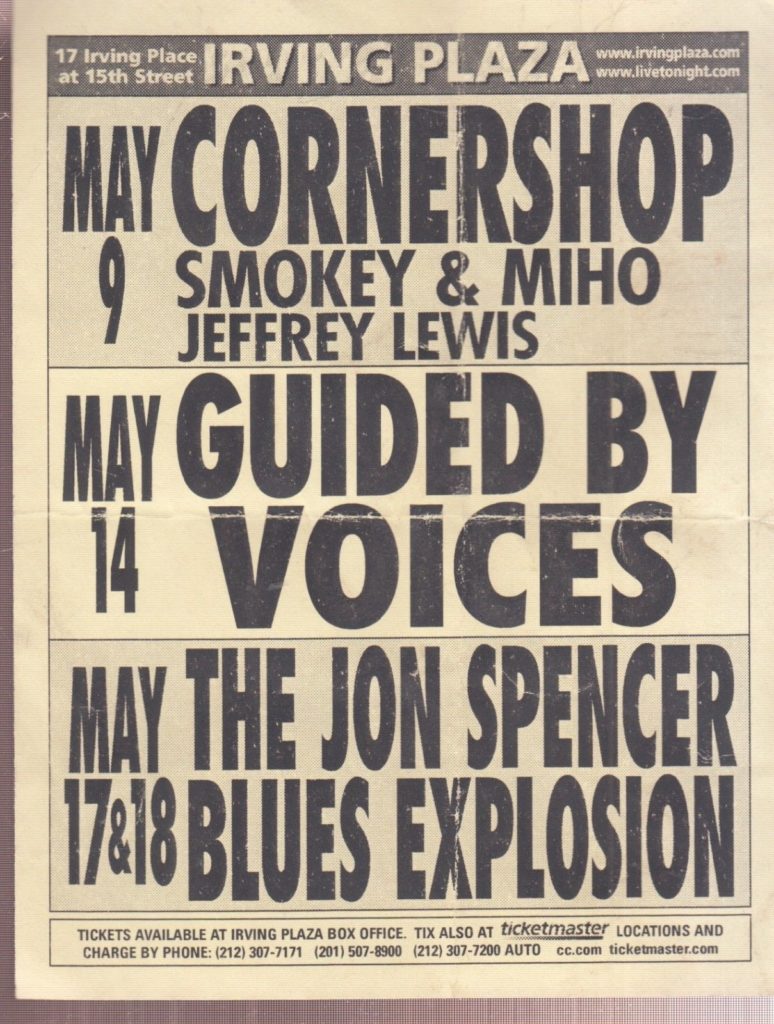 17 Irving Place
at 15th Street
IRVING PLAZA
www.irvingplaza.com
www.livetonight.com
MAY
9
CORNERSHOP
SMOKEY & MIHO
JEFFREY LEWIS
MAY
14
GUIDED BY
VOICES
MAY
17&18
THE JON SPENCER
BLUES EXPLOSION
TICKETS AVAILABLE AT IRVING PLAZA BOX OFFICE. TIX ALSO AT ticketmaster LOCATIONS AND
CHARGE BY PHONE: (212) 307-7171 (201) 507-8900 (212) 307-7200 AUTO cc.com ticketmaster.com